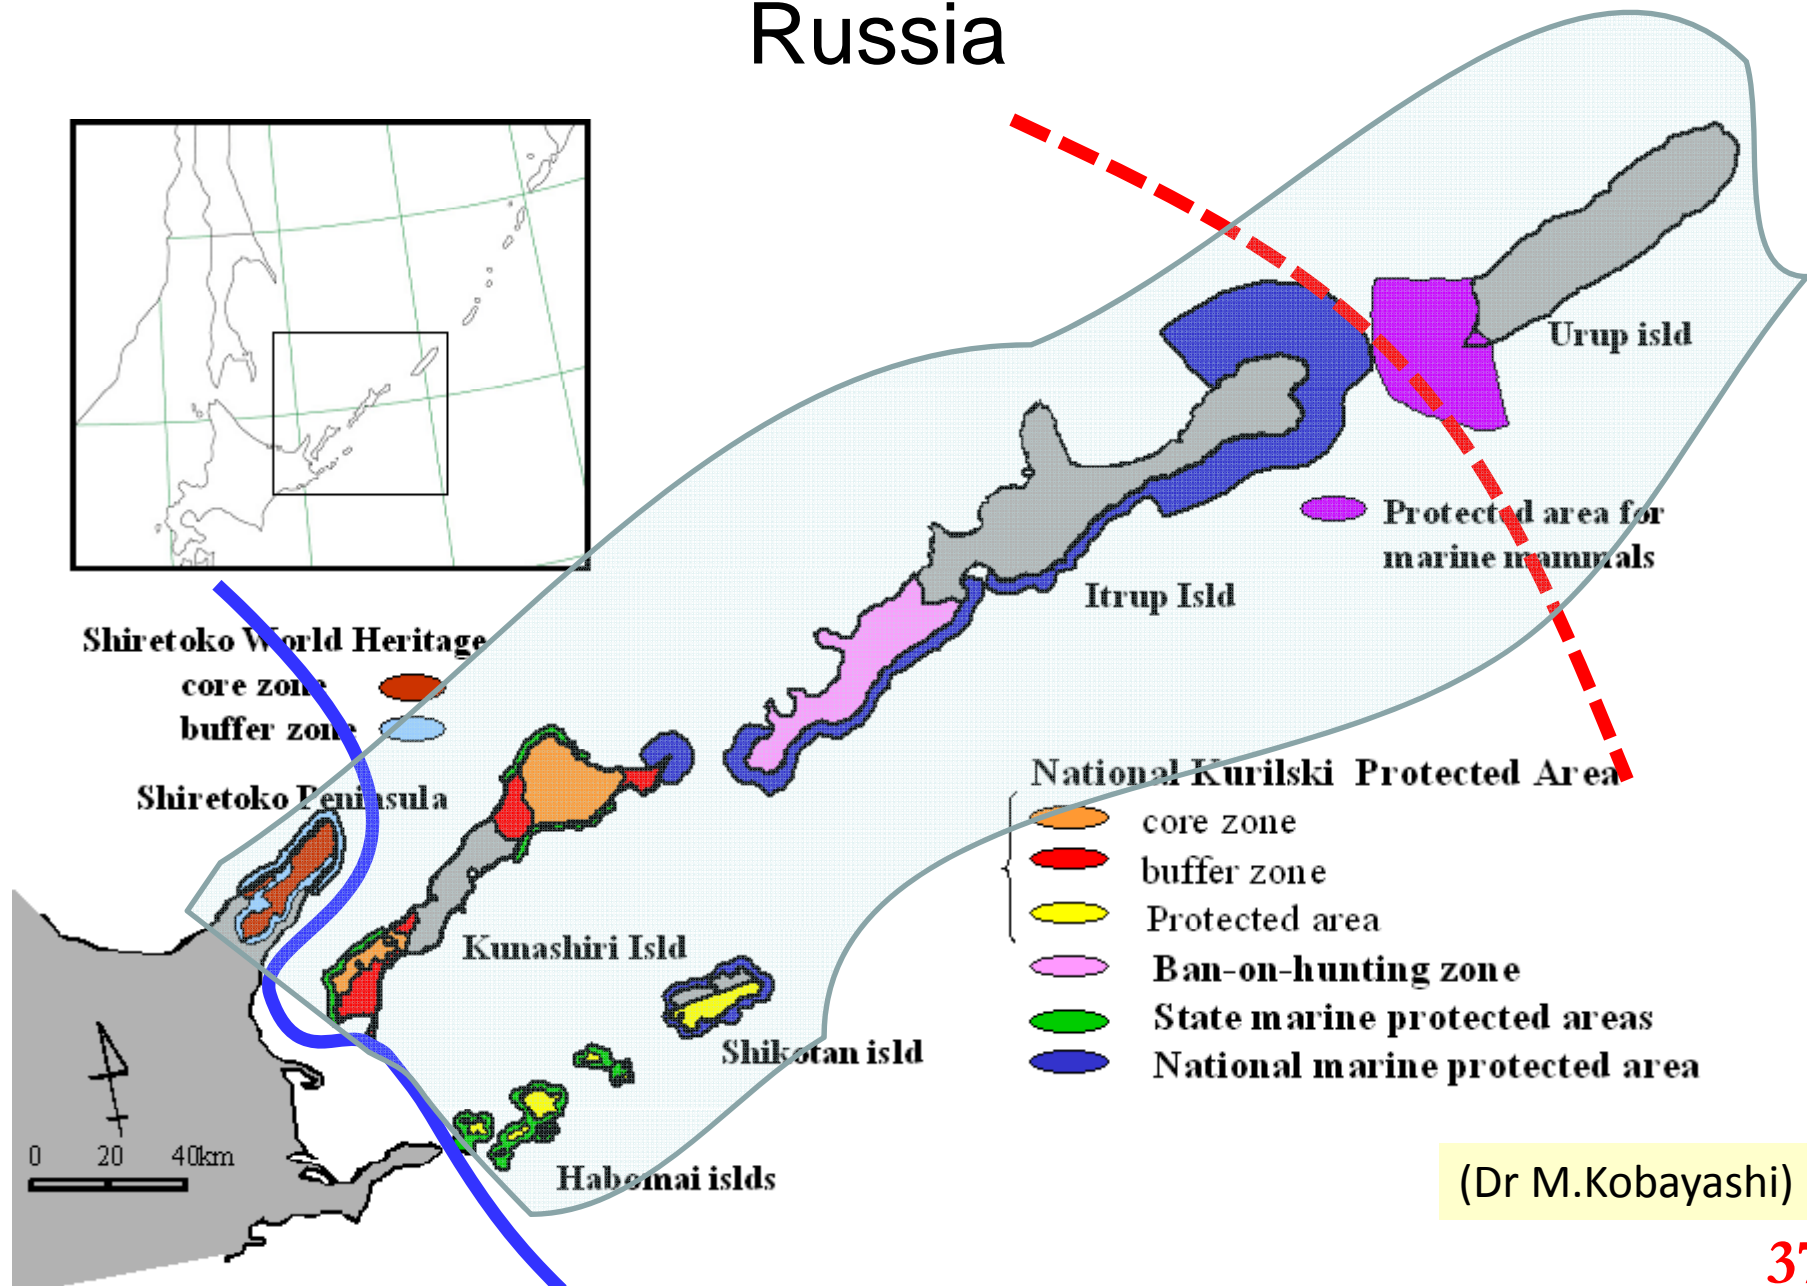 Russia
Urup isld
Protected area for
marine mammals
Itrup Isld
Shiretoko World Heritage
core zone
buffer zone
Shiretoko Peninsula
National Kurilski Protected Area
core zone
buffer zone
Protected area
Ban-on-hunting zone
State marine protected areas
National marine protected area
Kunashiri Isld
Shikotan isld
Habomai islds
0 20 40km
(Dr M.Kobayashi)
37